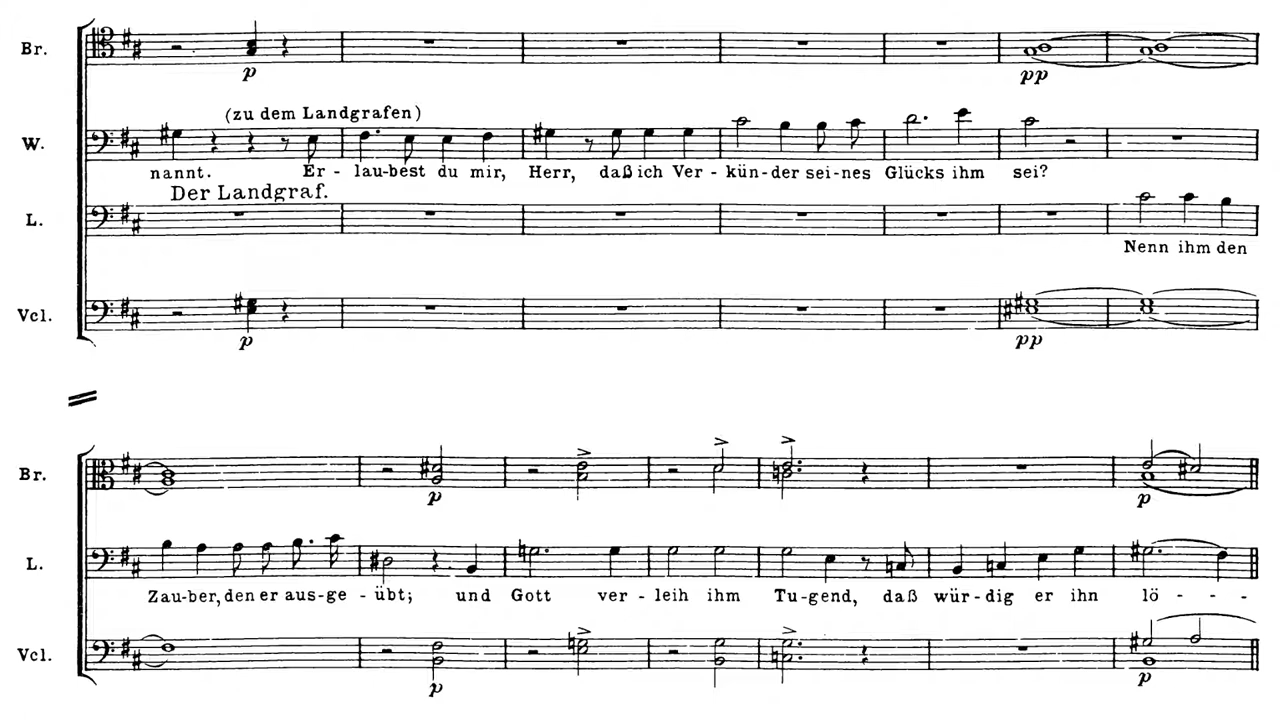 Br.
p
pp
(zu dem Landgrafen)
W.
nannt. Er - lau-best du mir, Herr, daß ich Ver - kün-der sei-nes Glücks ihm sei?
Der Landgraf.
L.
Nenn ihm den
Vcl.
p
pp
Br.
p
p
L.
Zau-ber, den er aus-ge - übt; und Gott ver - leih ihm Tu-gend, daß wür-dig er ihn lö - - -
Vcl.
p
p